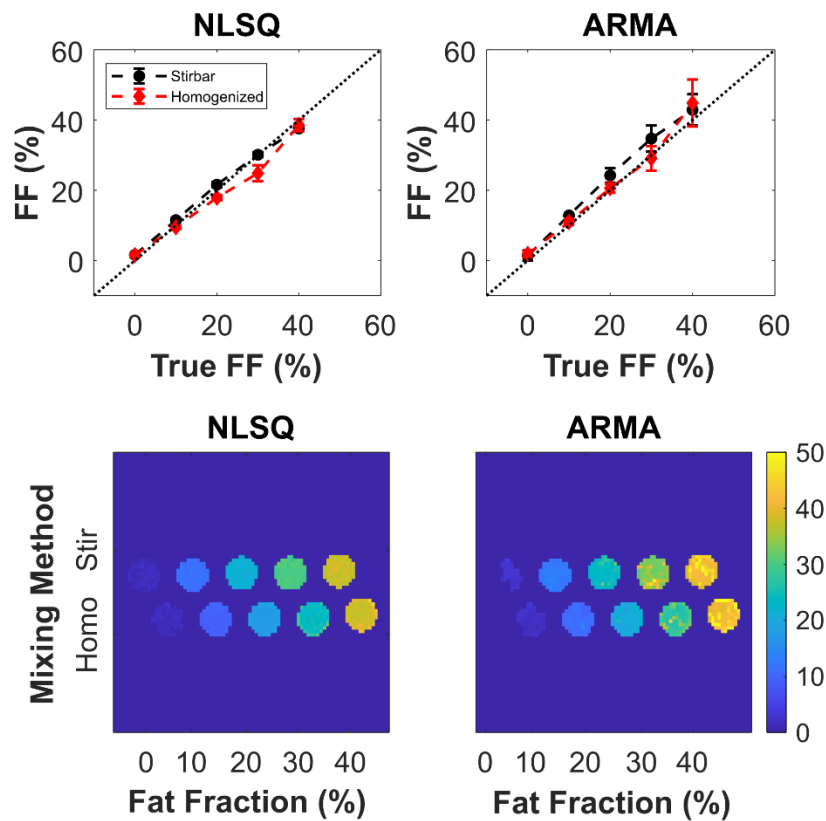 NLSQ
ARMA
60
40
20
0
FF (%)
Stirbar
Homogenized
0 20 40 60
True FF (%)
60
40
20
0
FF (%)
0 20 40 60
True FF (%)
NLSQ
ARMA
Mixing Method
Stir
Homo
0 10 20 30 40
Fat Fraction (%)
0 10 20 30 40
Fat Fraction (%)
50
40
30
20
10
0